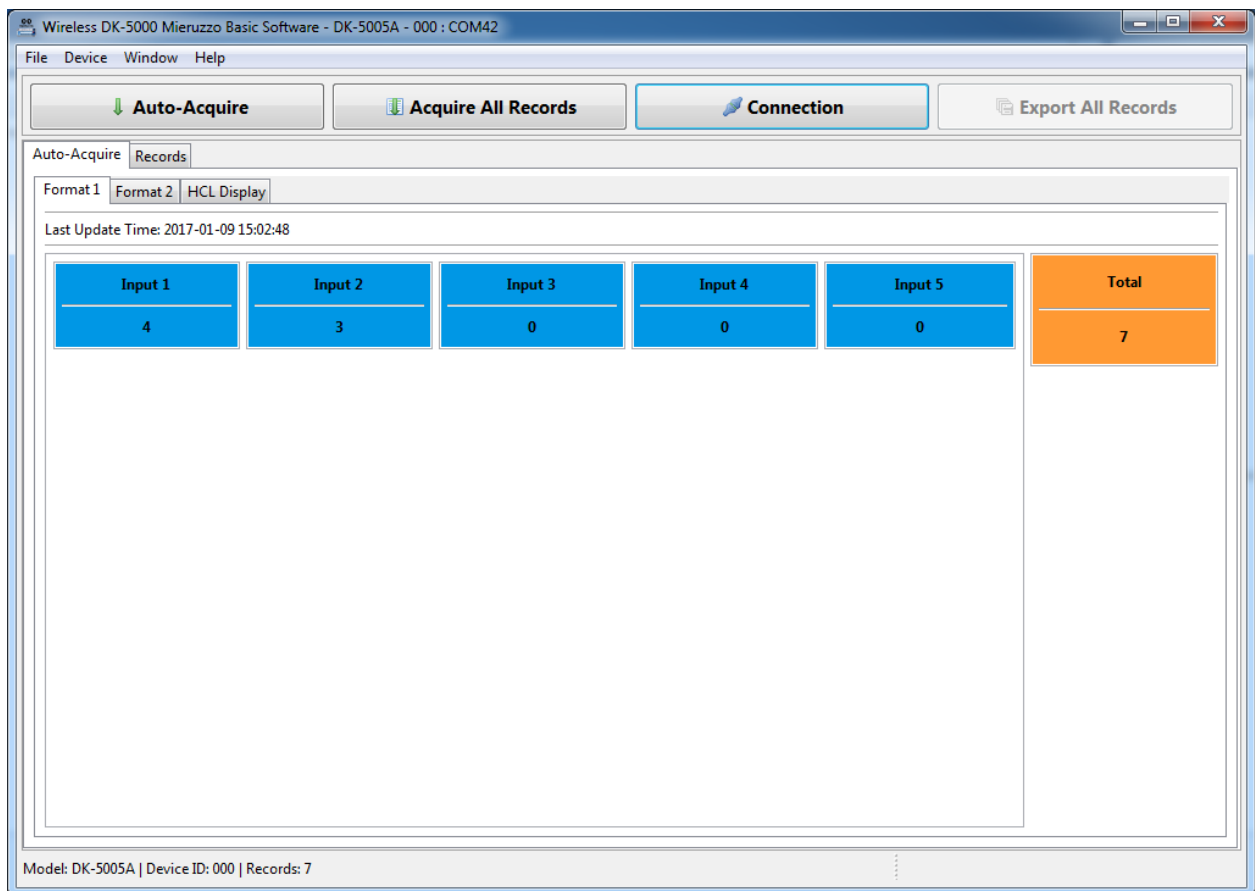 Wireless DK-5000 Mieruzzo Basic Software - DK-5005A - 000 : COM42
File Device Window Help
Auto-Acquire Acquire All Records Connection Export All Records
Auto-Acquire Records
Format 1 Format 2 HCL Display
Last Update Time: 2017-01-09 15:02:48
Input 1 Input 2 Input 3 Input 4 Input 5 Total
4 3 0 0 0 7
Model: DK-5005A | Device ID: 000 | Records: 7